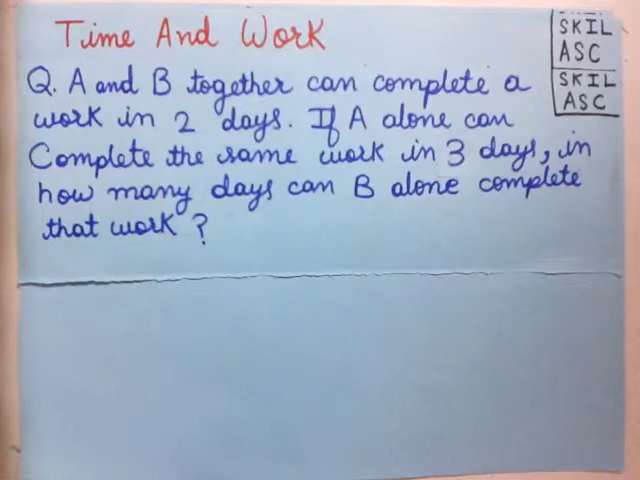 Time And Work
SKIL
ASC
SKIL
ASC
Q. A and B together can complete a
work in 2 days. If A alone can
Complete the same work in 3 days, in
how many days can B alone complete
that work ?